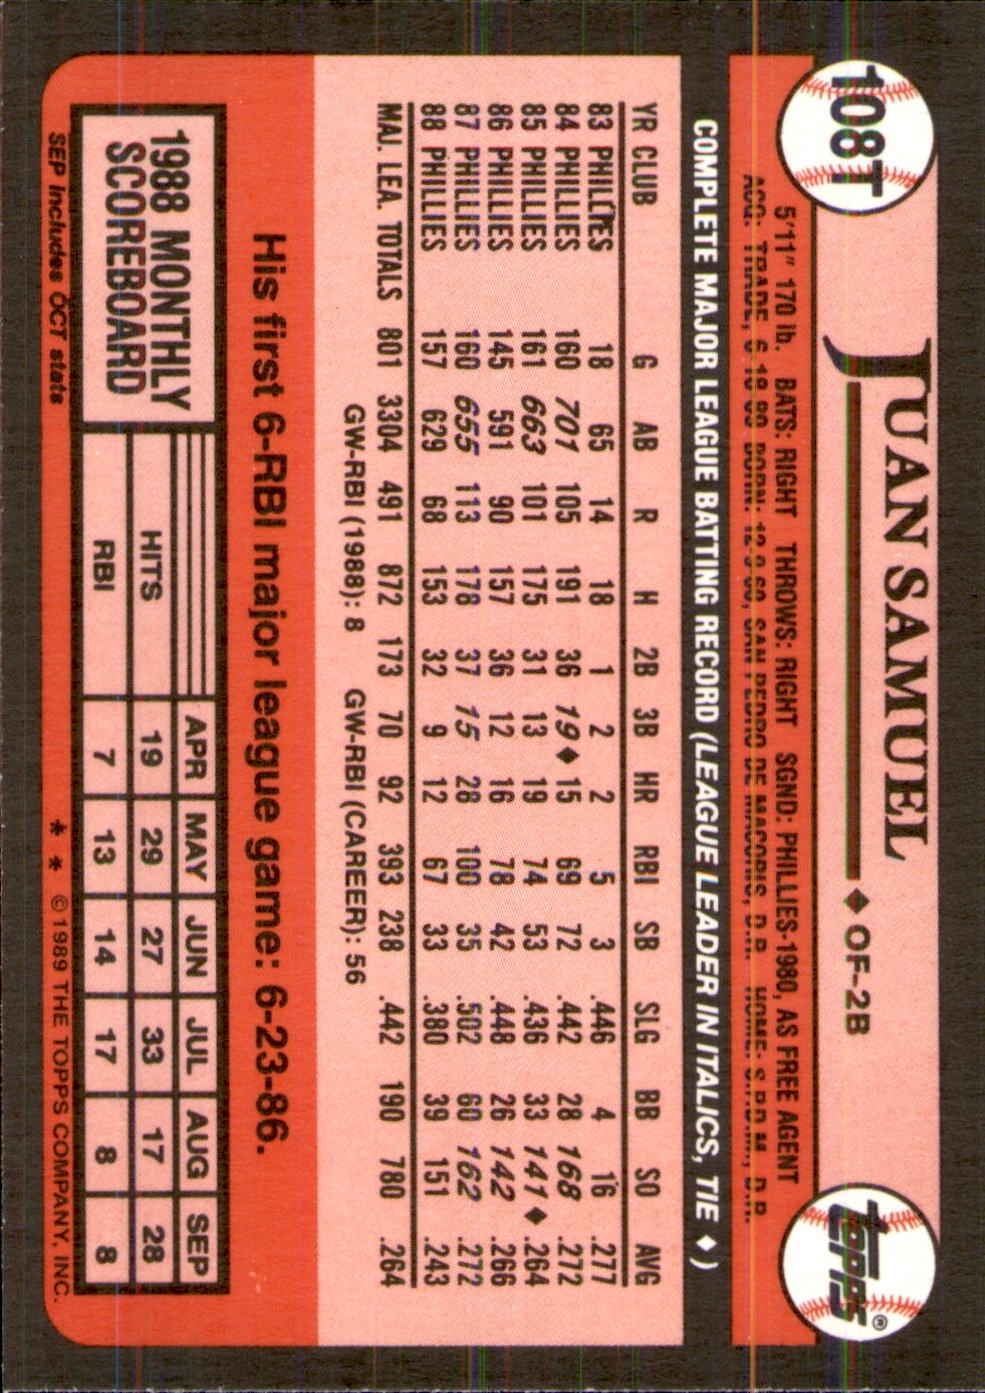 108T
JUAN SAMUEL ◆ OF-2B
TOPPS®
5'11" 170 lb. BATS: RIGHT THROWS: RIGHT SGND: PHILLIES-1980, AS FREE AGENT
ACQ: TRADE, BORN: SAN PEDRO DE MACORIS, D.R. HOME: S.P.D.M., D.R.
COMPLETE MAJOR LEAGUE BATTING RECORD (LEAGUE LEADER IN ITALICS, TIE ◆)
YR CLUB G AB R H 2B 3B HR RBI SB SLG BB SO AVG
83 PHILLIES 18 65 14 18 1 2 2 5 3 .446 4 16 .277
84 PHILLIES 160 701 105 191 36 19◆ 15 69 72 .442 28 168 .272
85 PHILLIES 161 663 101 175 31 13 19 74 53 .436 33 141◆ .264
86 PHILLIES 145 591 90 157 36 12 16 78 42 .448 26 142 .266
87 PHILLIES 160 655 113 178 37 15 28 100 35 .502 60 162 .272
88 PHILLIES 157 629 68 153 32 9 12 67 33 .380 39 151 .243
MAJ. LEA. TOTALS 801 3304 491 872 173 70 92 393 238 .442 190 780 .264
GW-RBI (1988): 8 GW-RBI (CAREER): 56
His first 6-RBI major league game: 6-23-86.
1988 MONTHLY
SCOREBOARD
APR MAY JUN JUL AUG SEP
HITS 19 29 27 33 17 28
RBI 7 13 14 17 8 8
SEP includes OCT stats
* * ©1989 THE TOPPS COMPANY, INC.